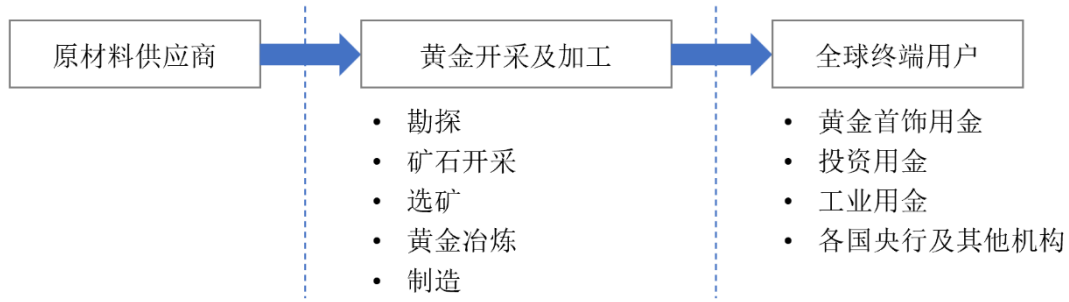 原材料供应商
黄金开采及加工
• 勘探
• 矿石开采
• 选矿
• 黄金冶炼
• 制造
全球终端用户
• 黄金首饰用金
• 投资用金
• 工业用金
• 各国央行及其他机构